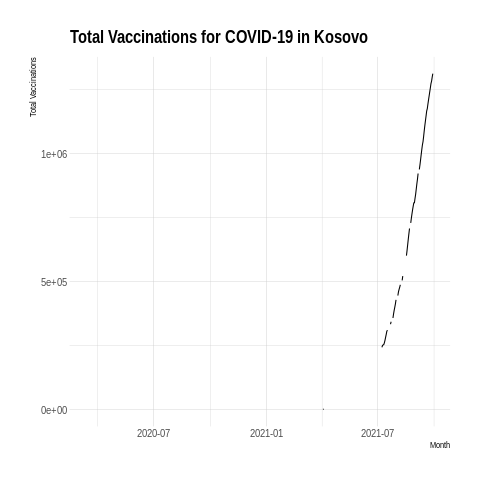 Total Vaccinations for COVID-19 in Kosovo
Total Vaccinations
1e+06
5e+05
0e+00
2020-07
2021-01
2021-07
Month